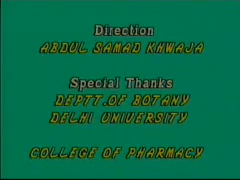 Direction
ABDUL SAMAD KHWAJA
Special Thanks
DEPTT.OF BOTANY
DELHI UNIVERSITY
COLLEGE OF PHARMACY